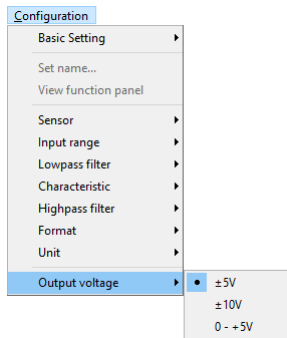 Configuration
Basic Setting
Set name...
View function panel
Sensor
Input range
Lowpass filter
Characteristic
Highpass filter
Format
Unit
Output voltage
±5V
±10V
0 - +5V